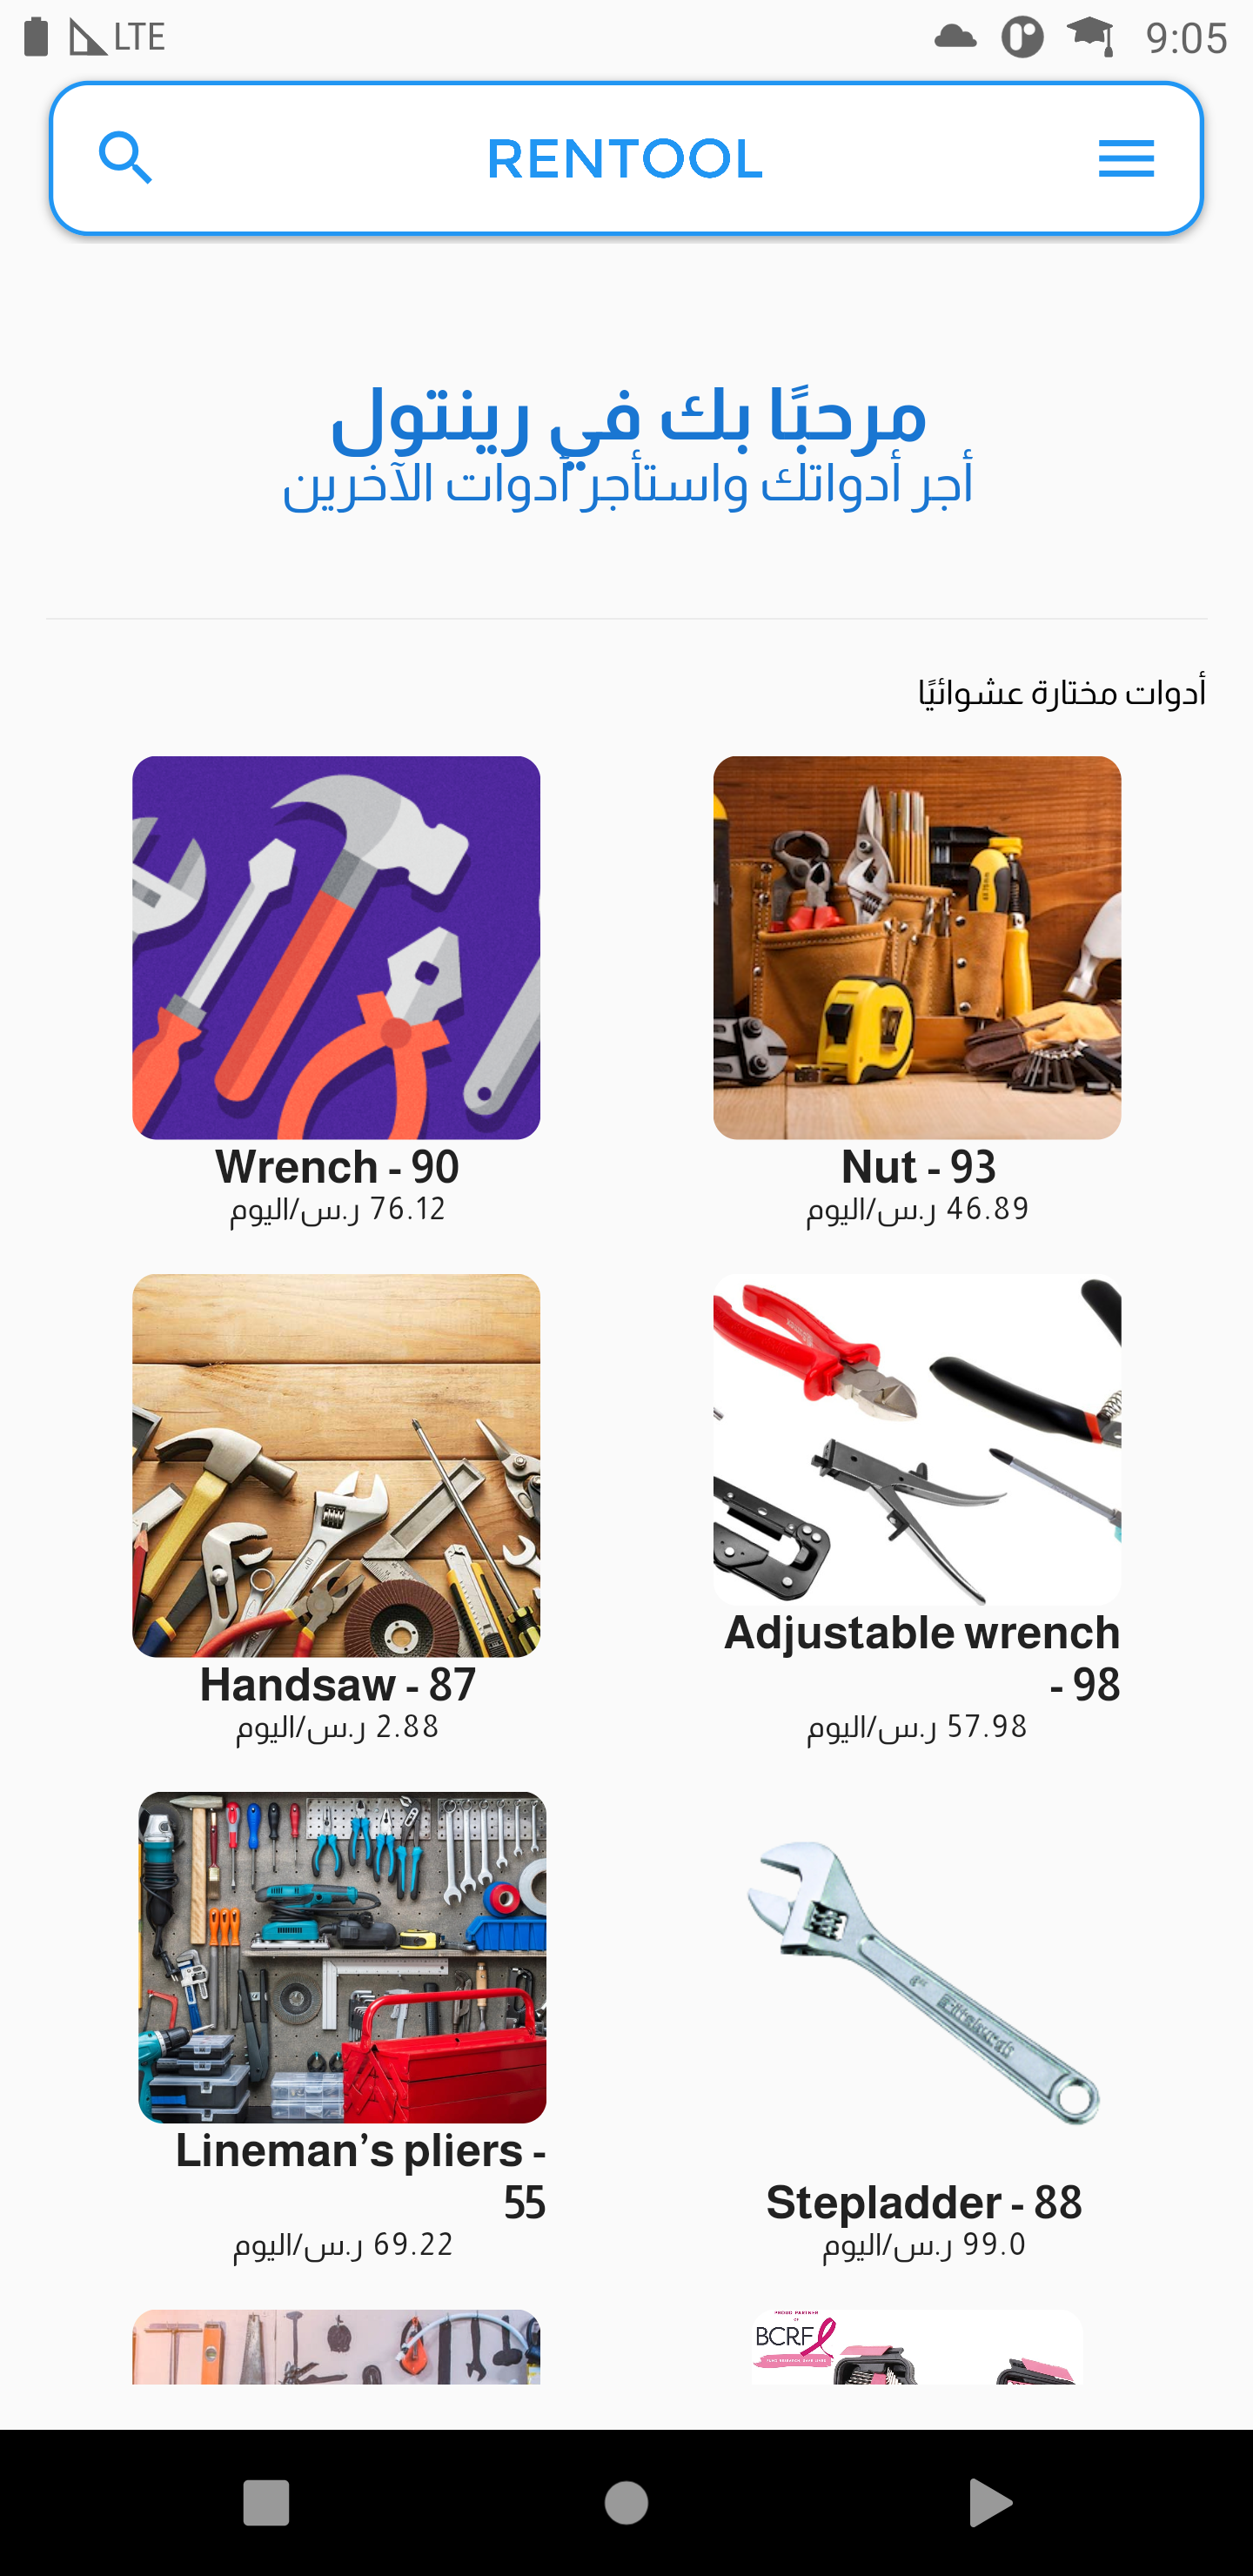 9:05
LTE
RENTOOL
مرحبًا بك في رينتول
أجر أدواتك واستأجر أدوات الآخرين
أدوات مختارة عشوائيًا
Nut - 93
46.89 ر.س/اليوم
Wrench - 90
76.12 ر.س/اليوم
Adjustable wrench
- 98
57.98 ر.س/اليوم
Handsaw - 87
2.88 ر.س/اليوم
Stepladder - 88
99.0 ر.س/اليوم
Lineman's pliers -
55
69.22 ر.س/اليوم
BCRF